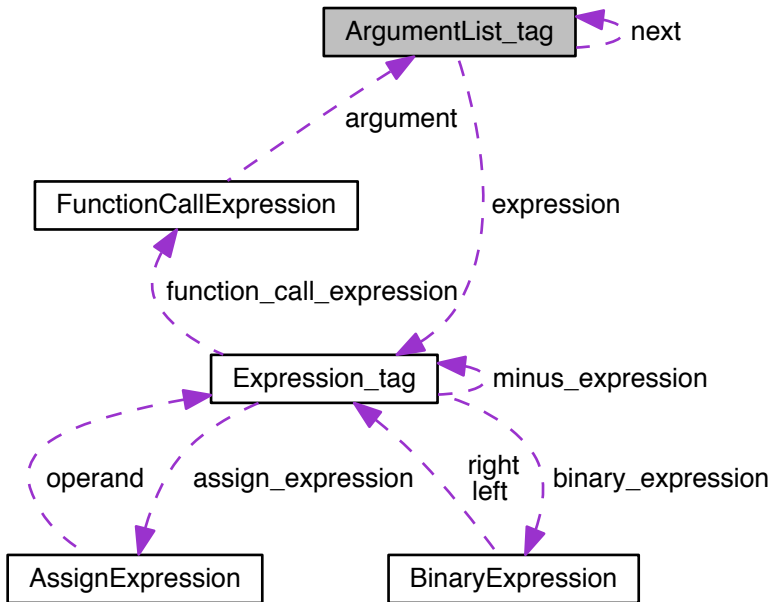 ArgumentList_tag
next
argument
FunctionCallExpression
expression
function_call_expression
Expression_tag
minus_expression
operand
assign_expression
right
left
binary_expression
AssignExpression
BinaryExpression